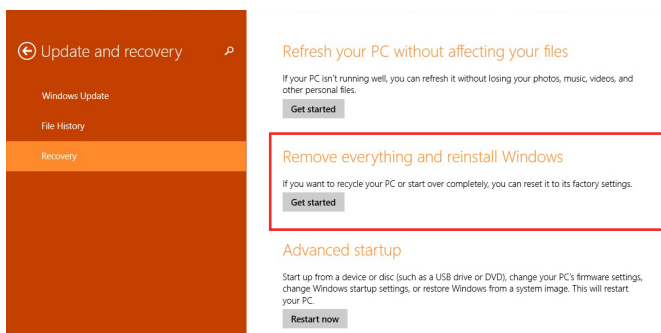 Update and recovery
Windows Update
File History
Recovery
Refresh your PC without affecting your files
If your PC isn't running well, you can refresh it without losing your photos, music, videos, and
other personal files.
Get started
Remove everything and reinstall Windows
If you want to recycle your PC or start over completely, you can reset it to its factory settings.
Get started
Advanced startup
Start up from a device or disc (such as a USB drive or DVD), change your PC's firmware settings,
change Windows startup settings, or restore Windows from a system image. This will restart
your PC.
Restart now